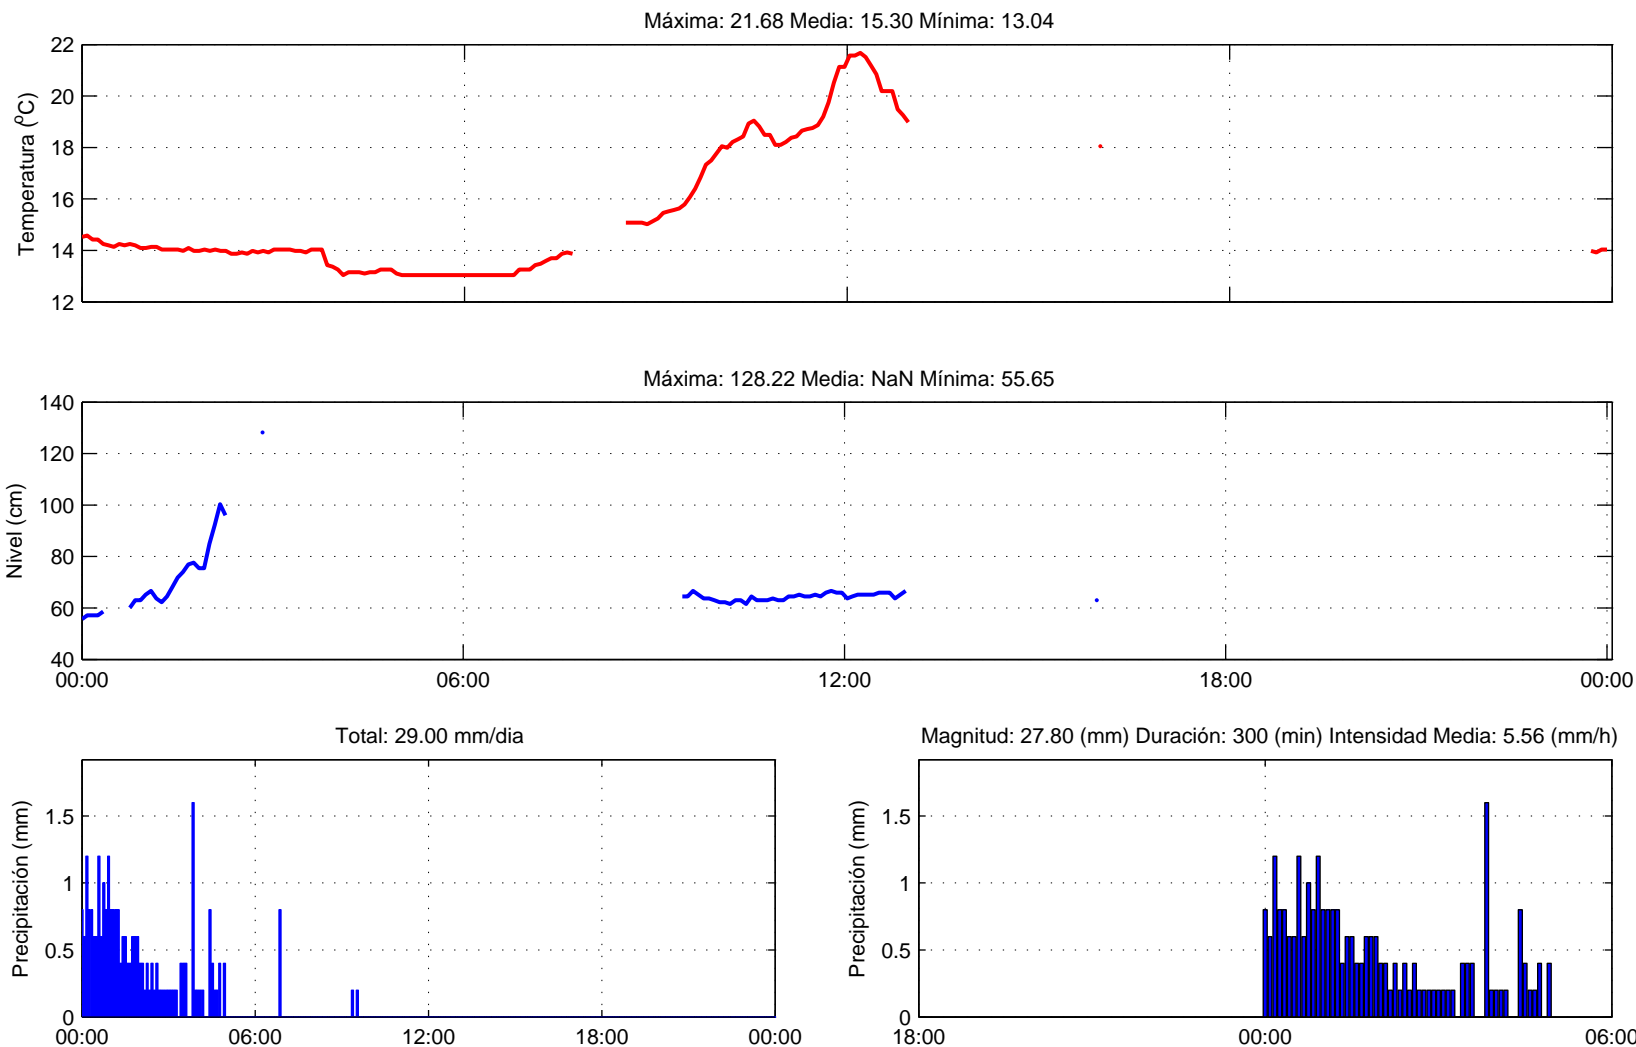 Máxima: 21.68 Media: 15.30 Mínima: 13.04
Temperatura (ºC)
22
20
18
16
14
12
Máxima: 128.22 Media: NaN Mínima: 55.65
Nivel (cm)
140
120
100
80
60
40
00:00 06:00 12:00 18:00 00:00
Total: 29.00 mm/dia
Precipitación (mm)
1.5
1
0.5
0
00:00 06:00 12:00 18:00 00:00
Magnitud: 27.80 (mm) Duración: 300 (min) Intensidad Media: 5.56 (mm/h)
Precipitación (mm)
1.5
1
0.5
0
18:00 00:00 06:00